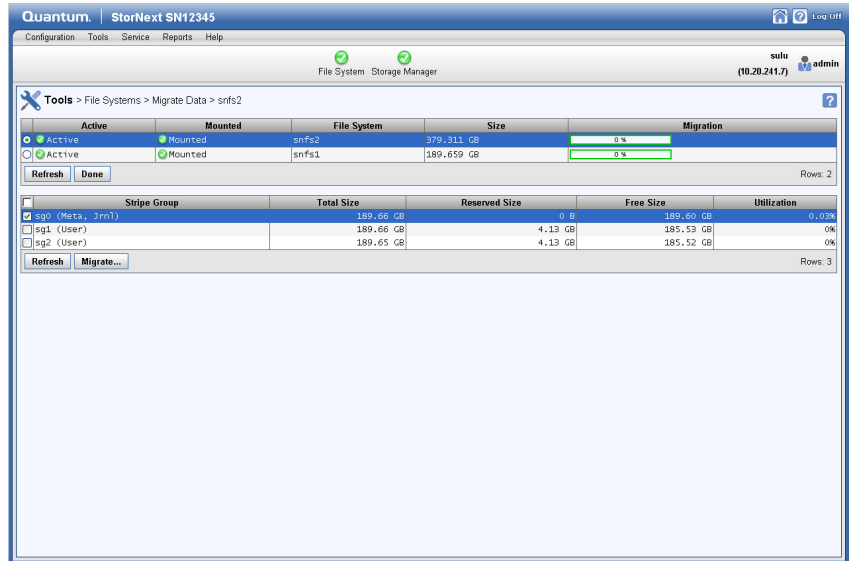 Quantum. | StorNext SN12345 Log Off
Configuration Tools Service Reports Help
File System Storage Manager
sulu
(10.20.241.7)
admin
Tools > File Systems > Migrate Data > snfs2 ?
Active Mounted File System Size Migration
Active Mounted snfs2 379.311 GB 0 %
Active Mounted snfs1 189.659 GB 0 %
Refresh Done Rows: 2
Stripe Group Total Size Reserved Size Free Size Utilization
sg0 (Meta, Jrnl) 189.66 GB 0 B 189.60 GB 0.03%
sg1 (User) 189.66 GB 4.13 GB 185.53 GB 0%
sg2 (User) 189.65 GB 4.13 GB 185.52 GB 0%
Refresh Migrate... Rows: 3